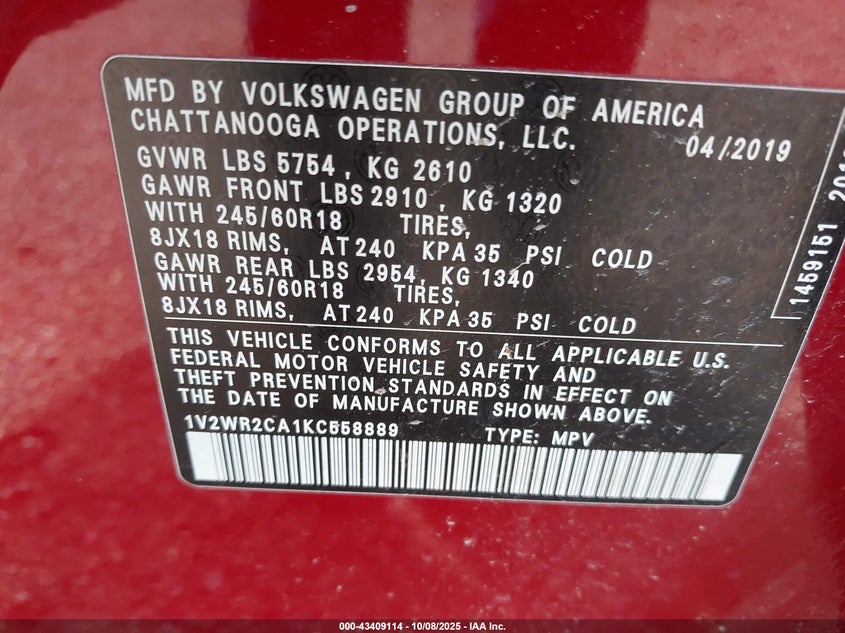 MFD BY VOLKSWAGEN GROUP OF AMERICA
CHATTANOOGA OPERATIONS, LLC. 04/2019
GVWR LBS 5754, KG 2610
GAWR FRONT LBS 2910, KG 1320
WITH 245/60R18 TIRES,
8JX18 RIMS, AT 240 KPA 35 PSI COLD
GAWR REAR LBS 2954, KG 1340
WITH 245/60R18 TIRES,
8JX18 RIMS, AT 240 KPA 35 PSI COLD
THIS VEHICLE CONFORMS TO ALL APPLICABLE U.S.
FEDERAL MOTOR VEHICLE SAFETY AND
THEFT PREVENTION STANDARDS IN EFFECT ON
THE DATE OF MANUFACTURE SHOWN ABOVE.
1V2WR2CA1KC558889 TYPE: MPV
1459151
000-43409114 - 10/08/2025 - IAA Inc.